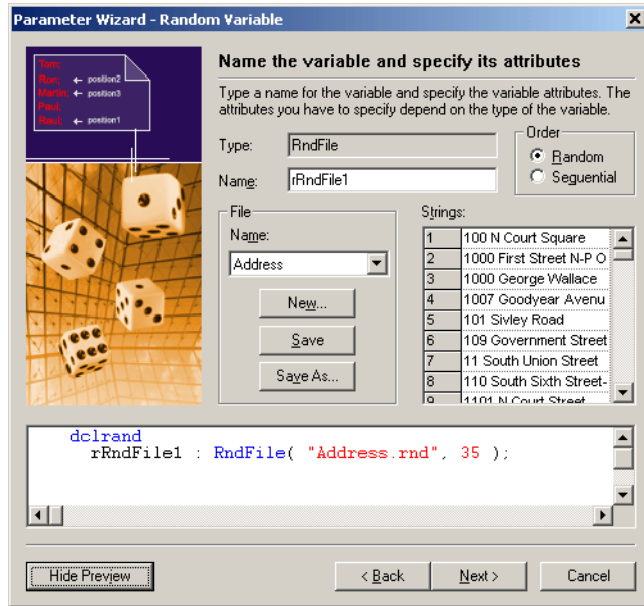 Parameter Wizard - Random Variable
Tom:
Ron: ← position2
Martin: ← position3
Paul:
Raul: ← position1
Name the variable and specify its attributes
Type a name for the variable and specify the variable attributes. The
attributes you have to specify depend on the type of the variable.
Type: RndFile
Name: rRndFile1
Order
Random
Sequential
File
Name:
Address
New...
Save
Save As...
Strings:
1 100 N Court Square
2 1000 First Street N-P O
3 1000 George Wallace
4 1007 Goodyear Avenu
5 101 Sivley Road
6 109 Government Street
7 11 South Union Street
8 110 South Sixth Street-
9 1101 N Court Street
dclrand
rRndFile1 : RndFile( "Address.rnd", 35 );
Hide Preview
< Back
Next >
Cancel